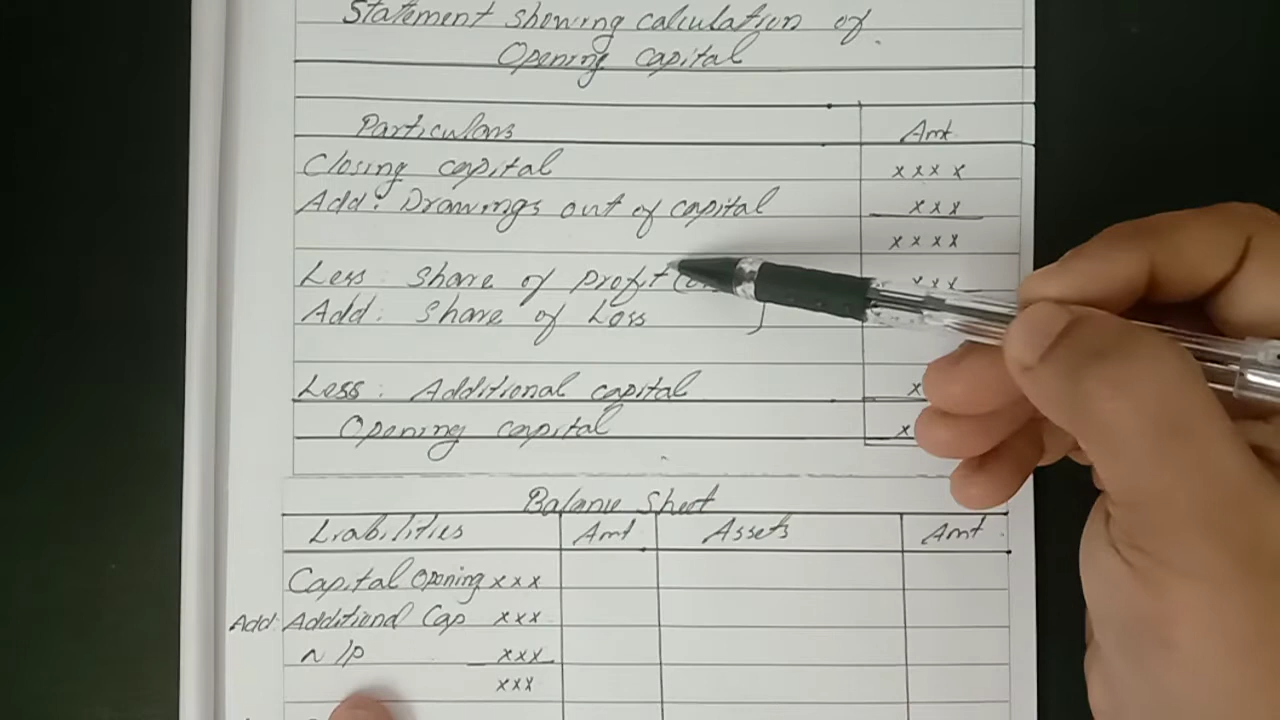 Statement showing calculation of
Opening capital
Particulars Amt
Closing capital xxxx
Add: Drawings out of capital xxx
xxxx
Less: Share of Profit xxx
Add: Share of Loss
Less: Additional capital x
Opening capital x
Balance Sheet
Liabilities Amt Assets Amt
Capital Opening xxx
Add: Additional Cap xxx
N/P xxx
xxx